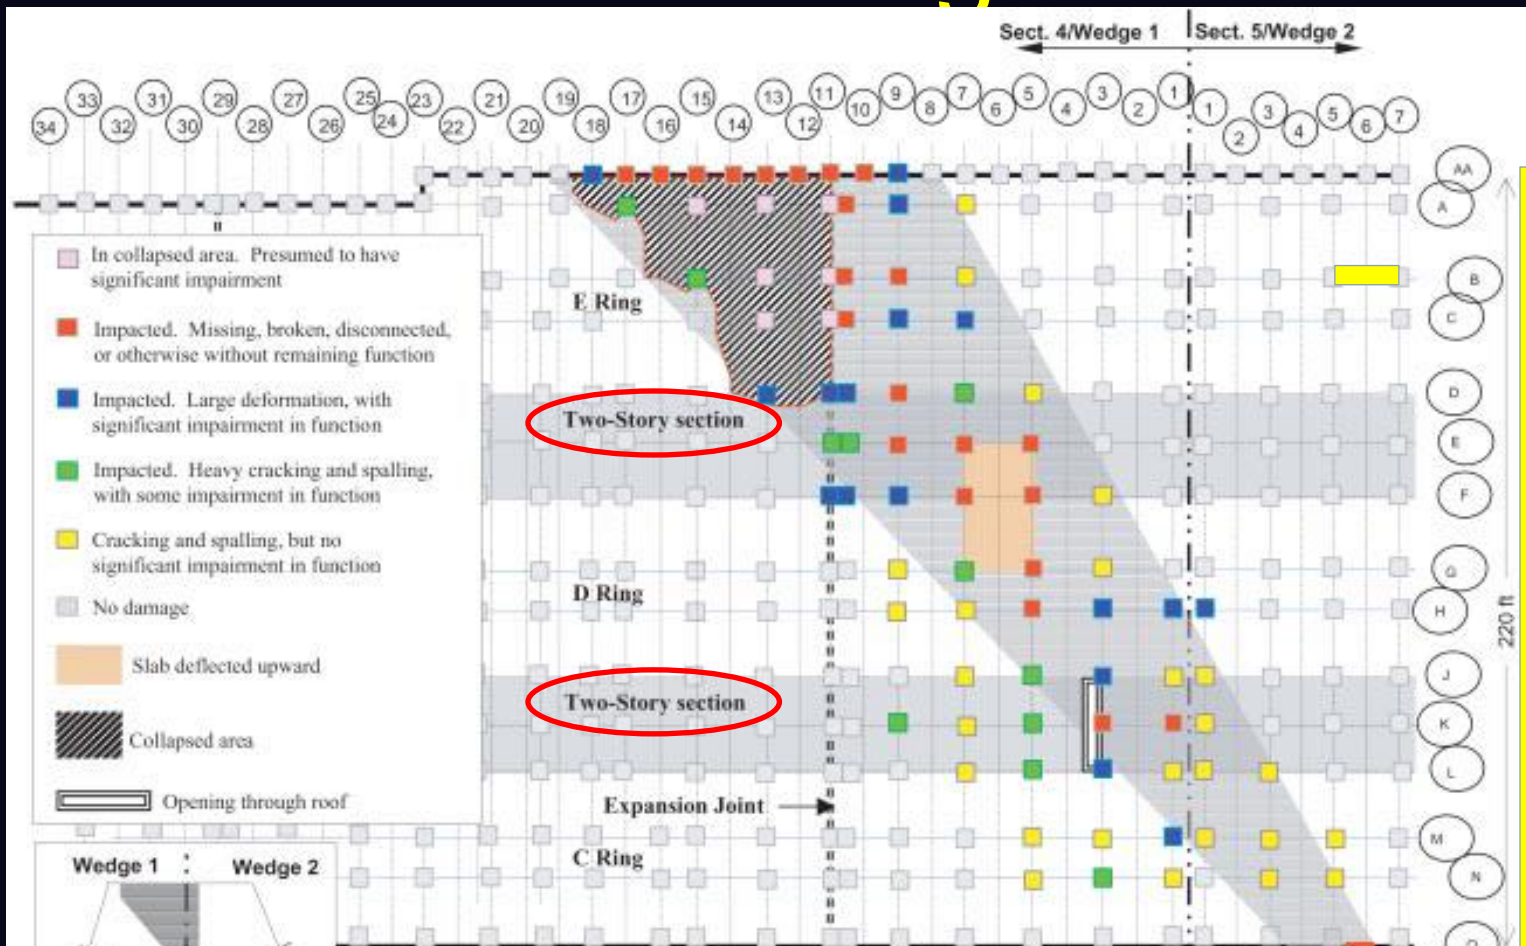 Sect. 4/Wedge 1 Sect. 5/Wedge 2
33 31 29 27 25 23 21 19 17 15 13 11 9 7 5 3 1 1 3 5 7
34 32 30 28 26 24 22 20 18 16 14 12 10 8 6 4 2 2 4 6
AA
A
In collapsed area. Presumed to have
significant impairment
B
E Ring
C
Impacted. Missing, broken, disconnected,
or otherwise without remaining function
D
Impacted. Large deformation, with
significant impairment in function
Two-Story section
E
Impacted. Heavy cracking and spalling,
with some impairment in function
F
Cracking and spalling, but no
significant impairment in function
G
D Ring
No damage
H
220 ft
Slab deflected upward
J
Two-Story section
K
Collapsed area
L
Opening through roof
Expansion Joint
M
C Ring
Wedge 1 Wedge 2
N